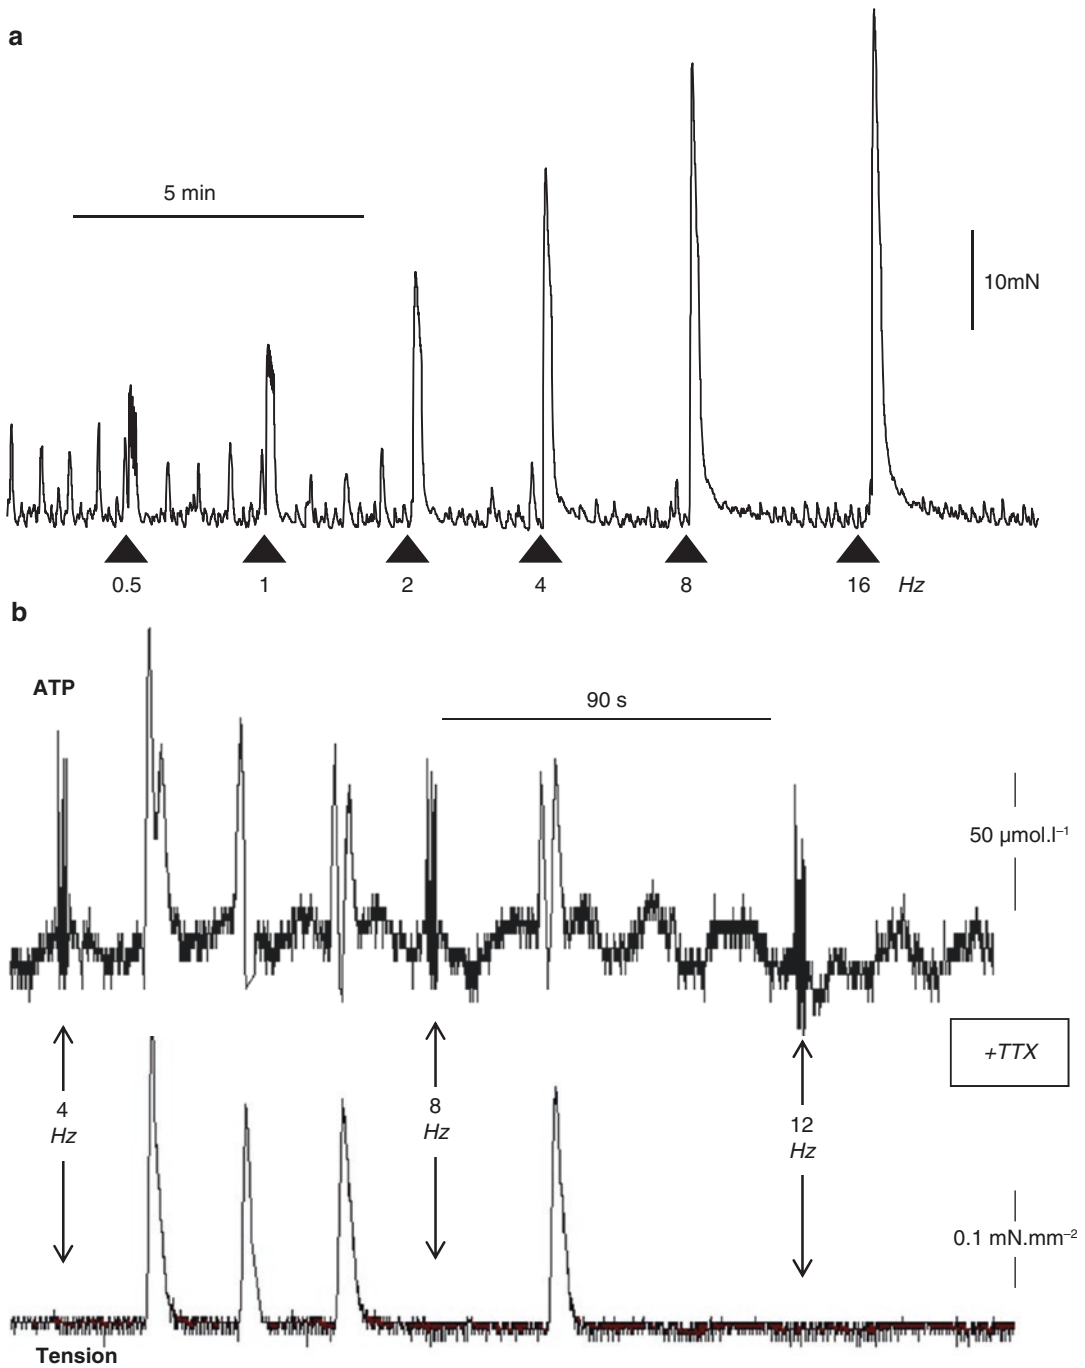 a
5 min
10mN
0.5 1 2 4 8 16 Hz
b
ATP
90 s
50 µmol.l⁻¹
+TTX
4
Hz
8
Hz
12
Hz
0.1 mN.mm⁻²
Tension